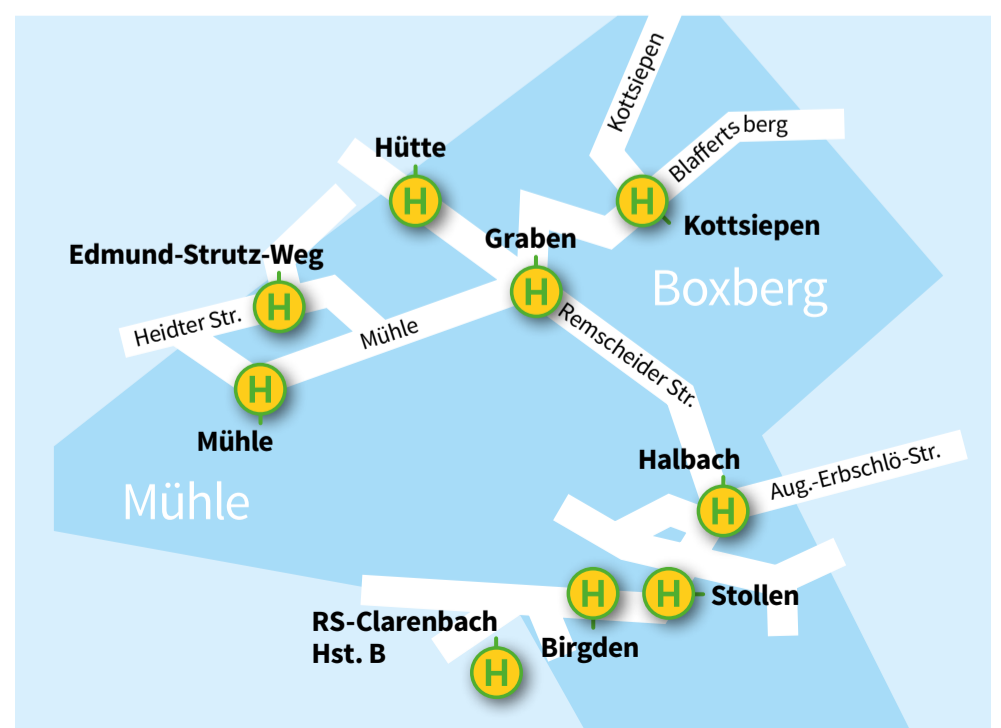 Kottsiepen
Blafferts berg
Hütte
H
H
Kottsiepen
Graben
Edmund-Strutz-Weg
Boxberg
H
H
Heidter Str.
Mühle
Remscheider Str.
H
Mühle
Halbach
Aug.-Erbschlö-Str.
Mühle
H
H
H
Stollen
RS-Clarenbach
Hst. B
Birgden
H